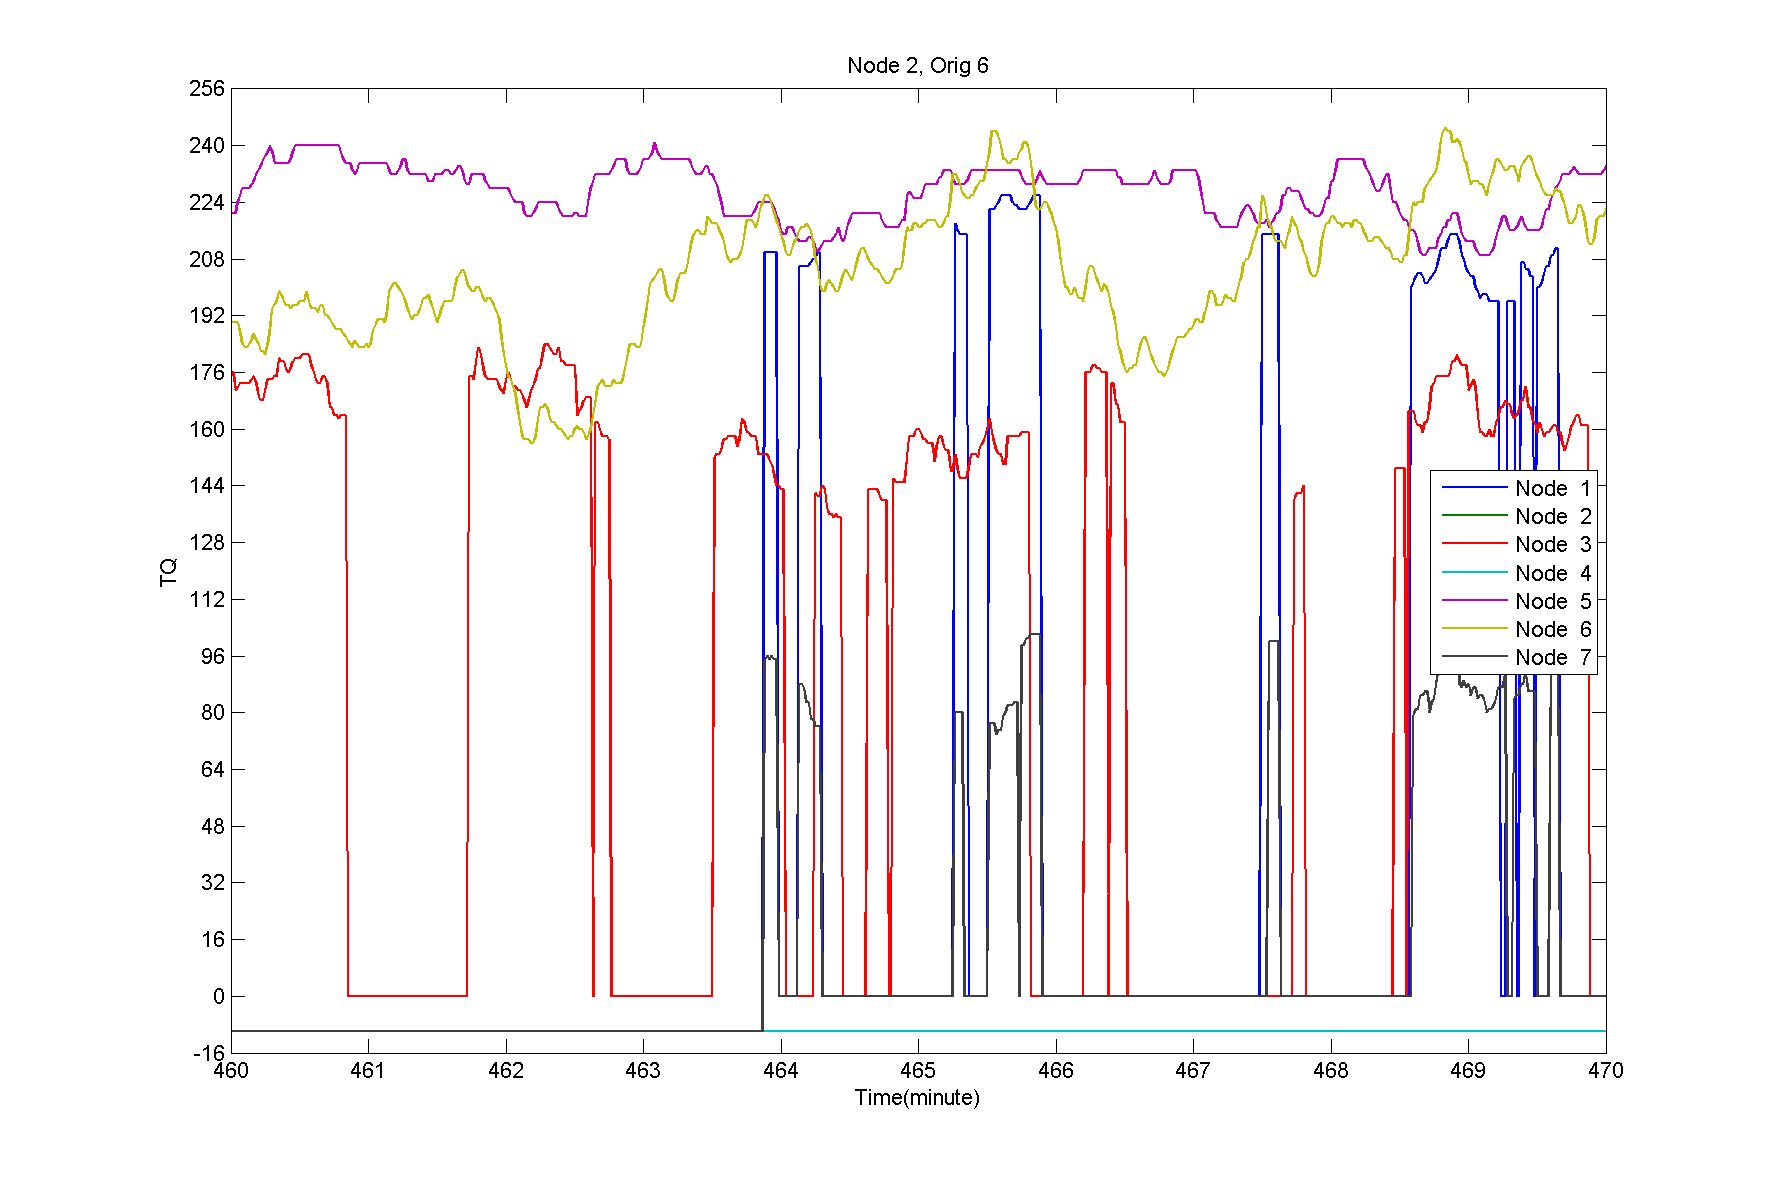 Node 2, Orig 6
256
240
224
208
192
176
160
144
128
112
96
80
64
48
32
16
0
-16
TQ
460 461 462 463 464 465 466 467 468 469 470
Time(minute)
Node 1
Node 2
Node 3
Node 4
Node 5
Node 6
Node 7